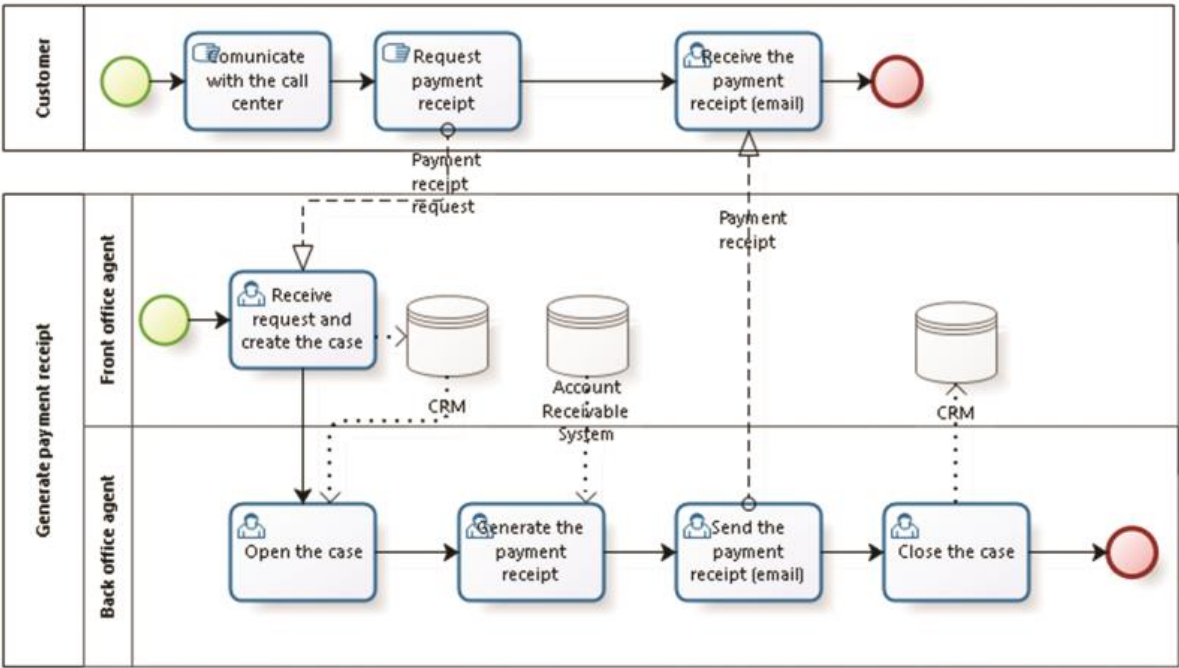 Customer
Comunicate
with the call
center
Request
payment
receipt
Receive the
payment
receipt (email)
Payment
receipt
request
Payment
receipt
Generate payment receipt
Front office agent
Receive
request and
create the case
CRM
Account
Receivable
System
CRM
Back office agent
Open the case
Generate the
payment
receipt
Send the
payment
receipt (email)
Close the case